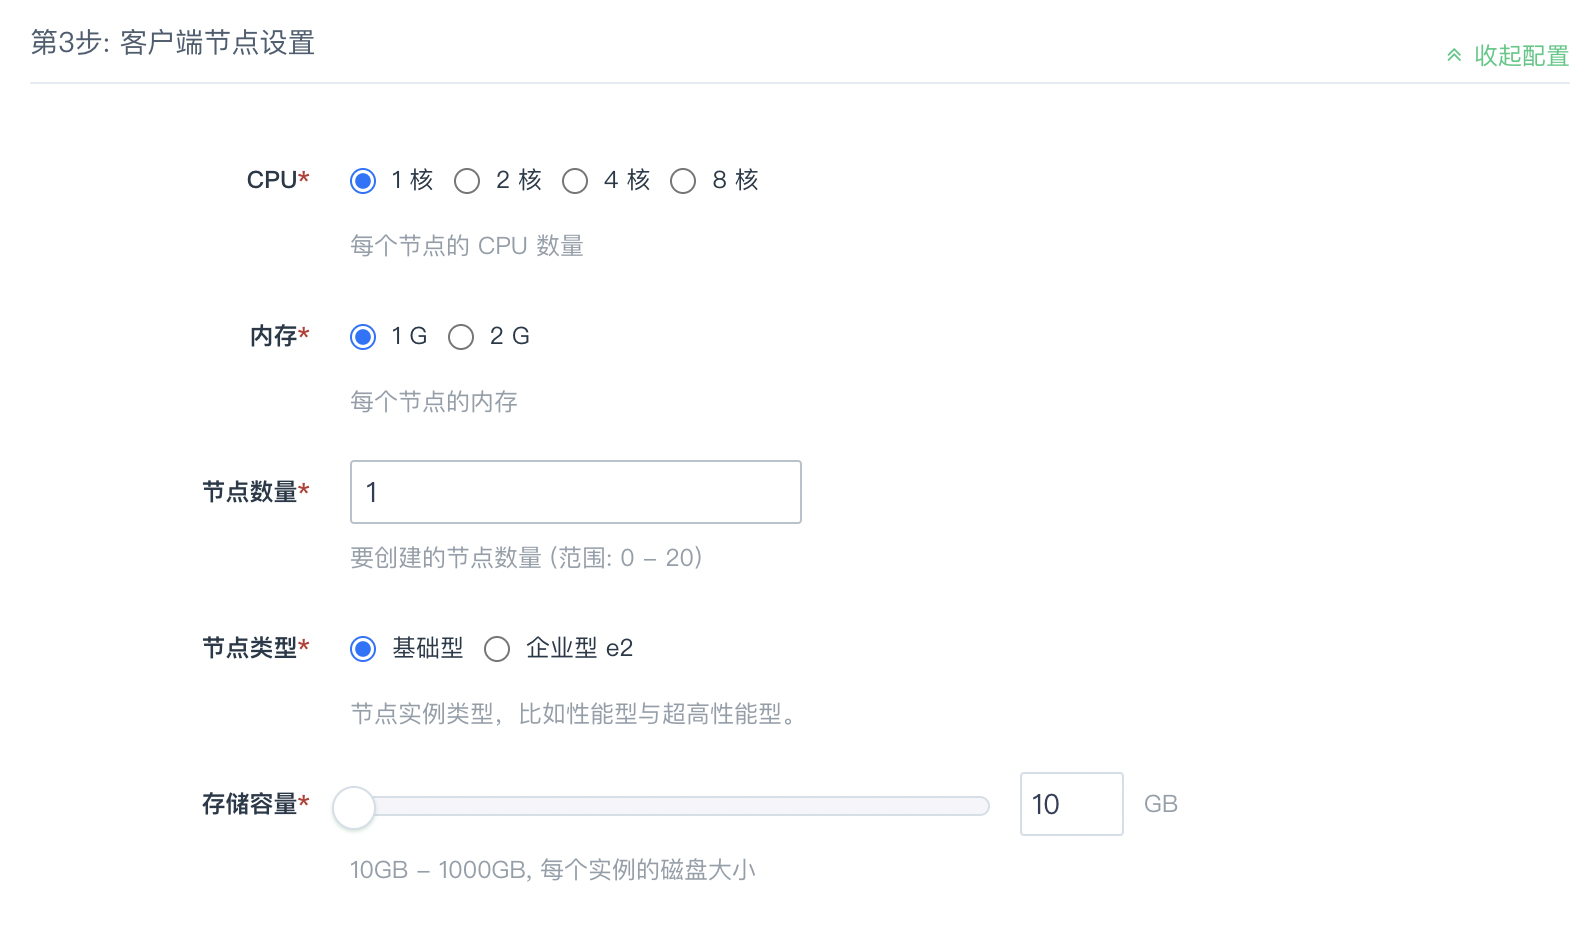 第3步: 客户端节点设置
收起配置
CPU* 1 核 2 核 4 核 8 核
每个节点的 CPU 数量
内存* 1 G 2 G
每个节点的内存
节点数量* 1
要创建的节点数量 (范围: 0 – 20)
节点类型* 基础型 企业型 e2
节点实例类型，比如性能型与超高性能型。
存储容量* 10 GB
10GB – 1000GB, 每个实例的磁盘大小